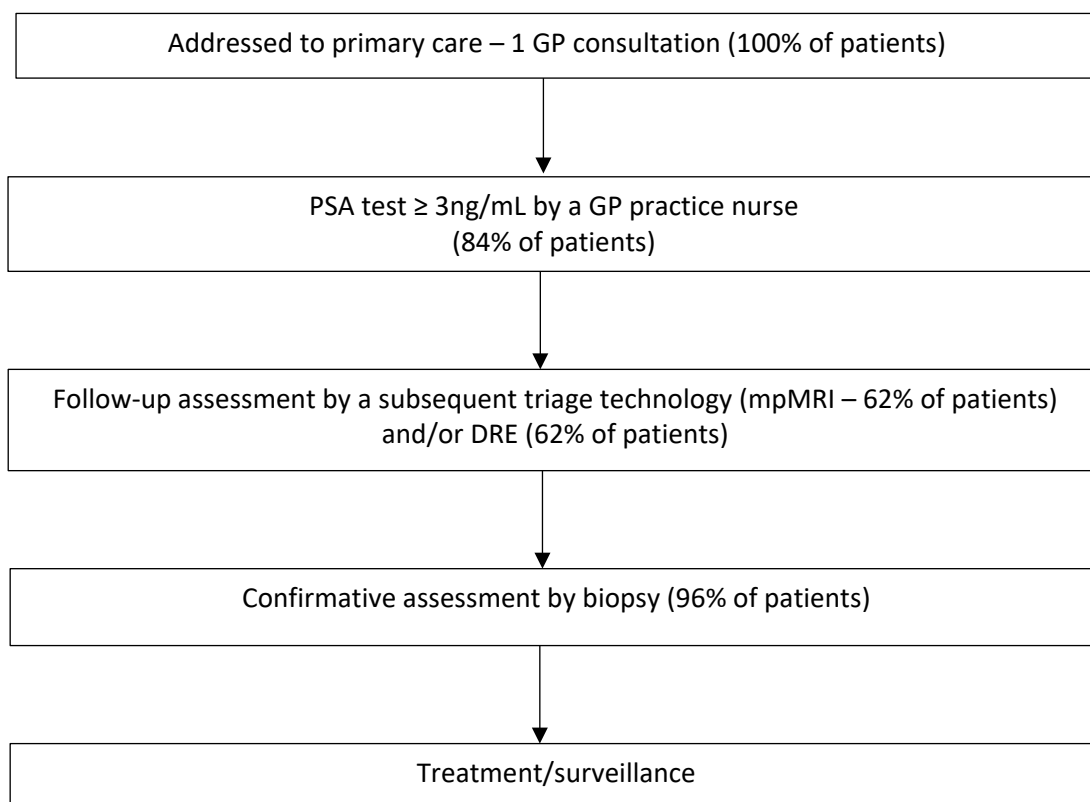 Addressed to primary care – 1 GP consultation (100% of patients)
PSA test ≥ 3ng/mL by a GP practice nurse
(84% of patients)
Follow-up assessment by a subsequent triage technology (mpMRI – 62% of patients)
and/or DRE (62% of patients)
Confirmative assessment by biopsy (96% of patients)
Treatment/surveillance